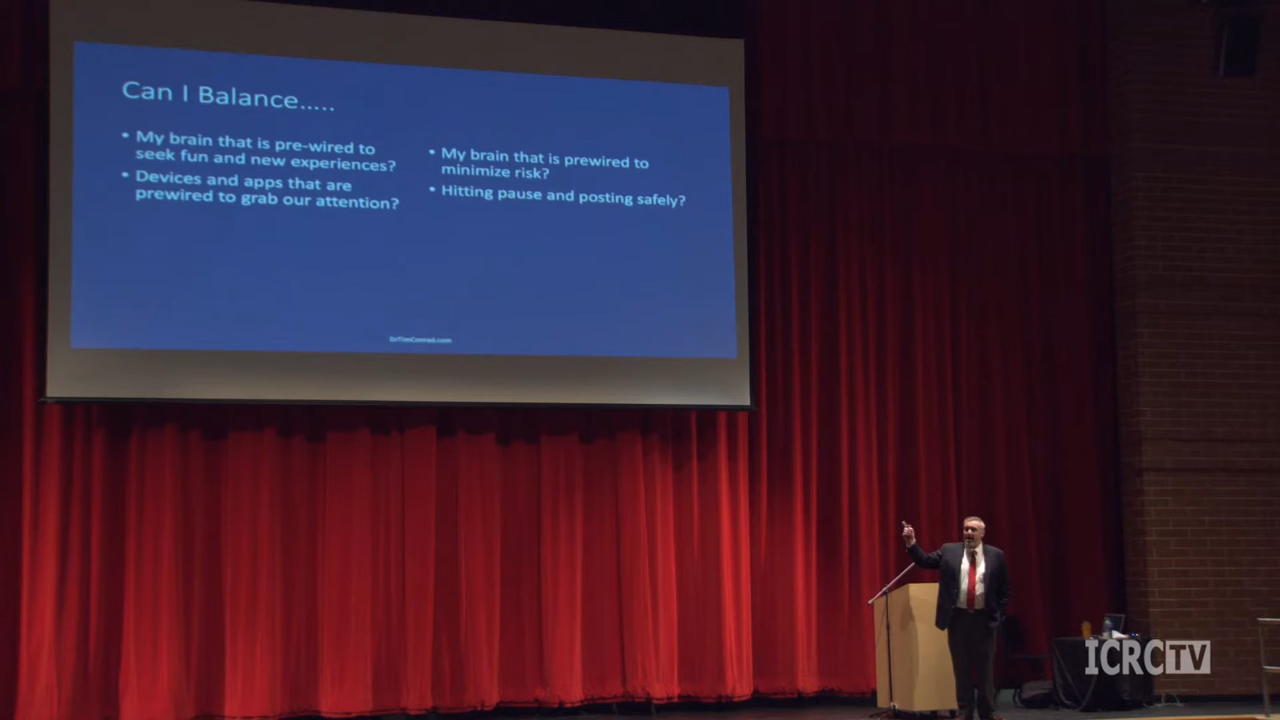 Can I Balance.....
• My brain that is pre-wired to
seek fun and new experiences?
• Devices and apps that are
prewired to grab our attention?
• My brain that is prewired to
minimize risk?
• Hitting pause and posting safely?
DrTimConrad.com
ICRCTV